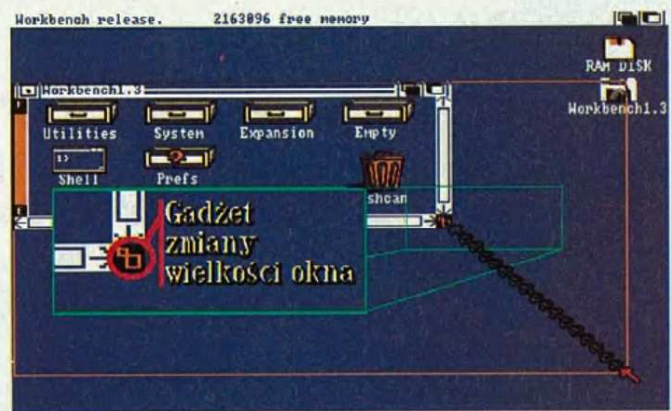 Workbench release. 2163896 free memory
RAM DISK
Workbench1.3
Workbench1.3
Utilities System Expansion Empty
Shell Prefs
shcan
Gadżet
zmiany
wielkości okna